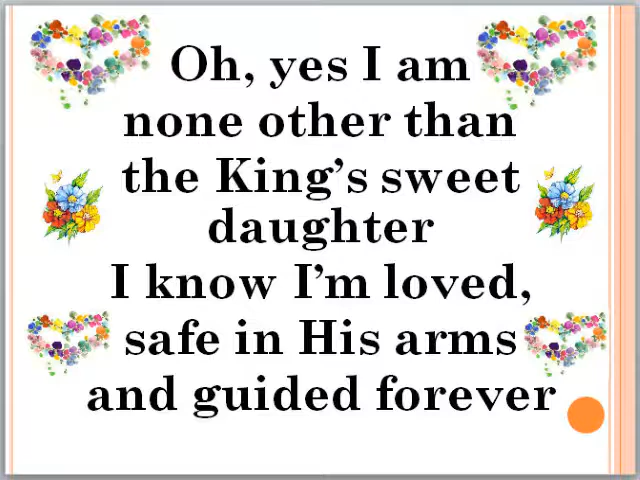 Oh, yes I am
none other than
the King’s sweet
daughter
I know I’m loved,
safe in His arms
and guided forever